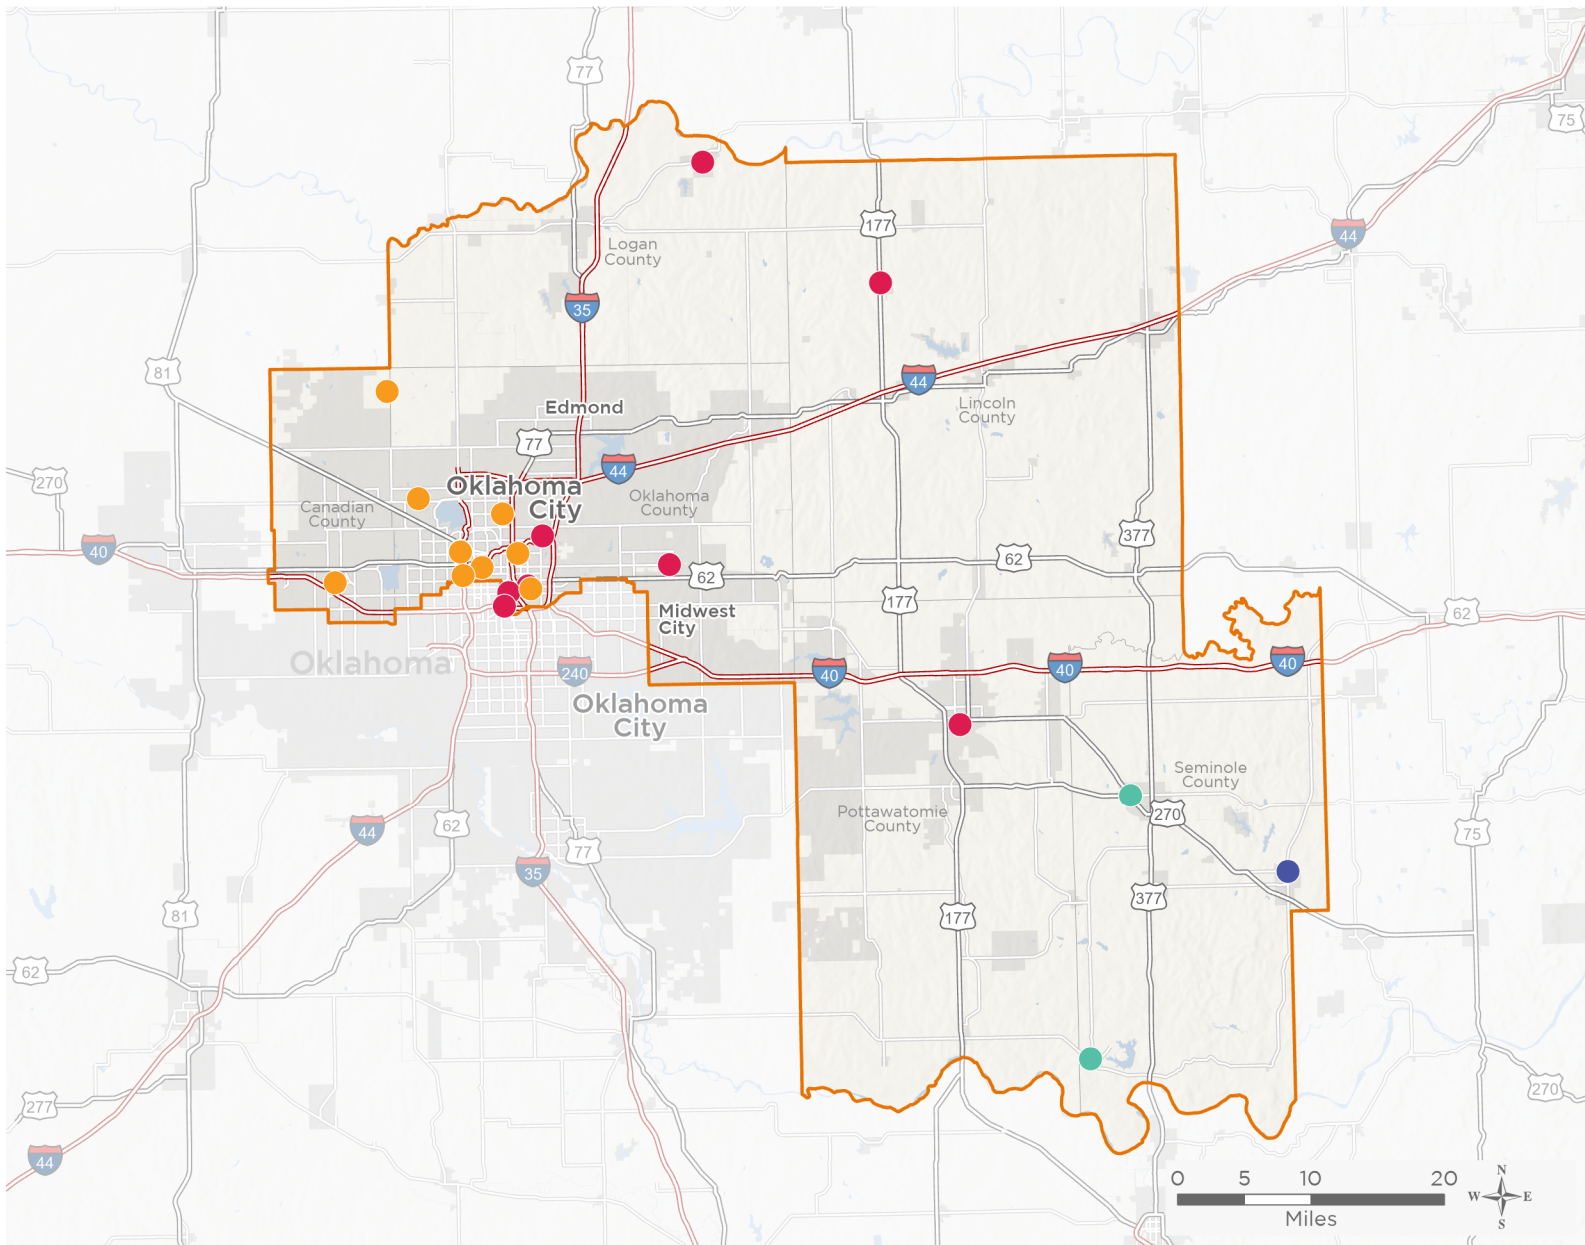 77
75
177
44
Logan
County
35
81
44
Lincoln
County
Edmond
77
44
270
Oklahoma
City
Oklahoma
County
Canadian
County
377
40
62
62
177
Midwest
City
62
Oklahoma
240
40
40
40
Oklahoma
City
Seminole
County
Pottawatomie
County
270
44
62
75
77
35
377
81
177
62
270
277
44
0
5
10
20
Miles
N
W
E
S